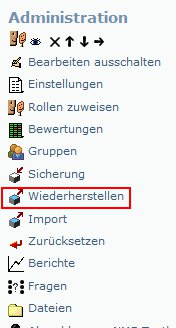 Administration
Bearbeiten ausschalten
Einstellungen
Rollen zuweisen
Bewertungen
Gruppen
Sicherung
Wiederherstellen
Import
Zurücksetzen
Berichte
Fragen
Dateien